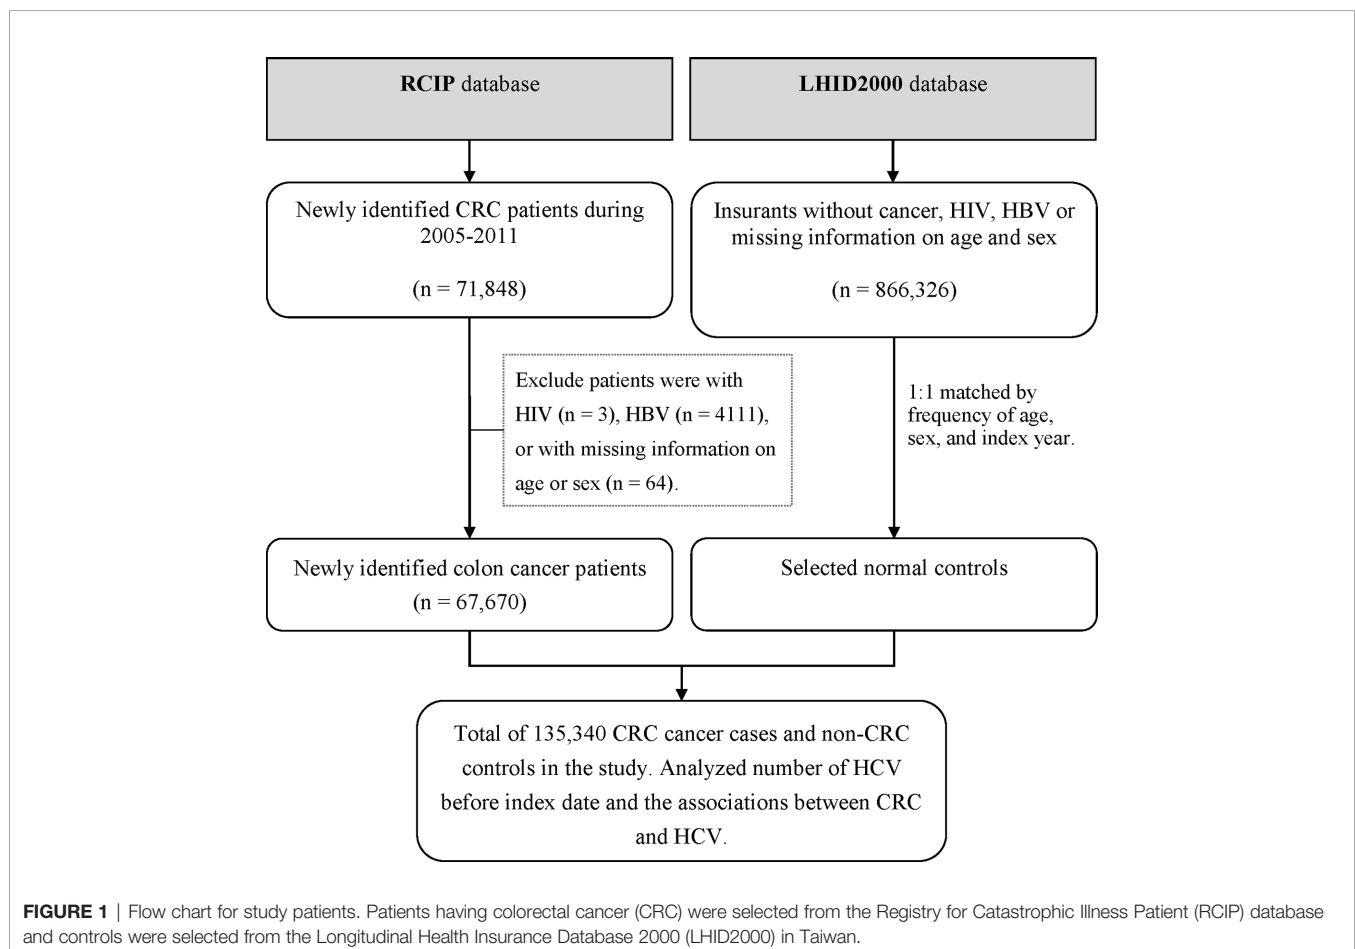 RCIP database
LHID2000 database
Newly identified CRC patients during
2005-2011
(n = 71,848)
Insurants without cancer, HIV, HBV or
missing information on age and sex
(n = 866,326)
Exclude patients were with
HIV (n = 3), HBV (n = 4111),
or with missing information on
age or sex (n = 64).
1:1 matched by
frequency of age,
sex, and index year.
Newly identified colon cancer patients
(n = 67,670)
Selected normal controls
Total of 135,340 CRC cancer cases and non-CRC
controls in the study. Analyzed number of HCV
before index date and the associations between CRC
and HCV.
FIGURE 1 | Flow chart for study patients. Patients having colorectal cancer (CRC) were selected from the Registry for Catastrophic Illness Patient (RCIP) database
and controls were selected from the Longitudinal Health Insurance Database 2000 (LHID2000) in Taiwan.